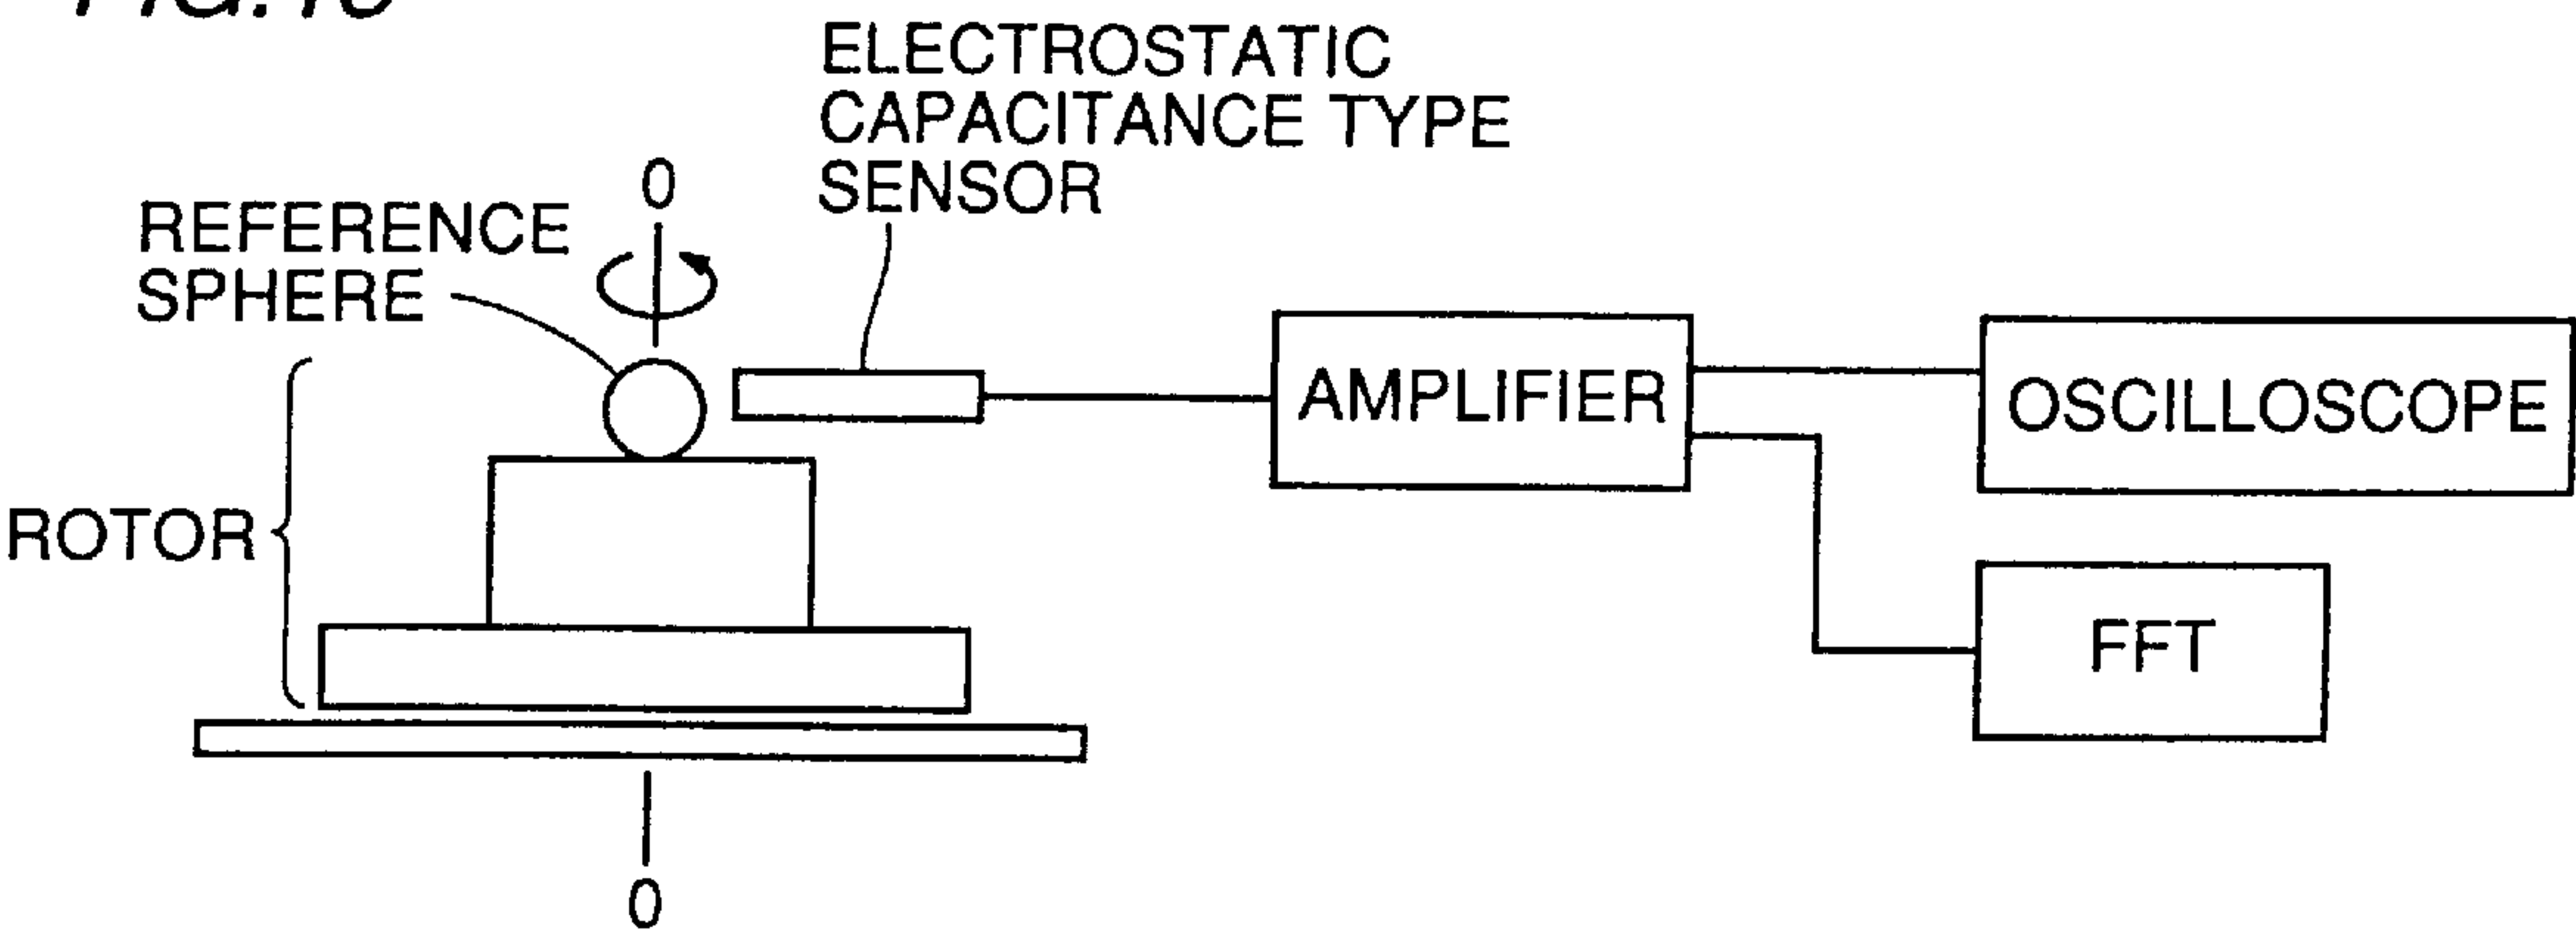 ELECTROSTATIC
CAPACITANCE TYPE
SENSOR
0
REFERENCE
SPHERE
AMPLIFIER
OSCILLOSCOPE
ROTOR
FFT
0